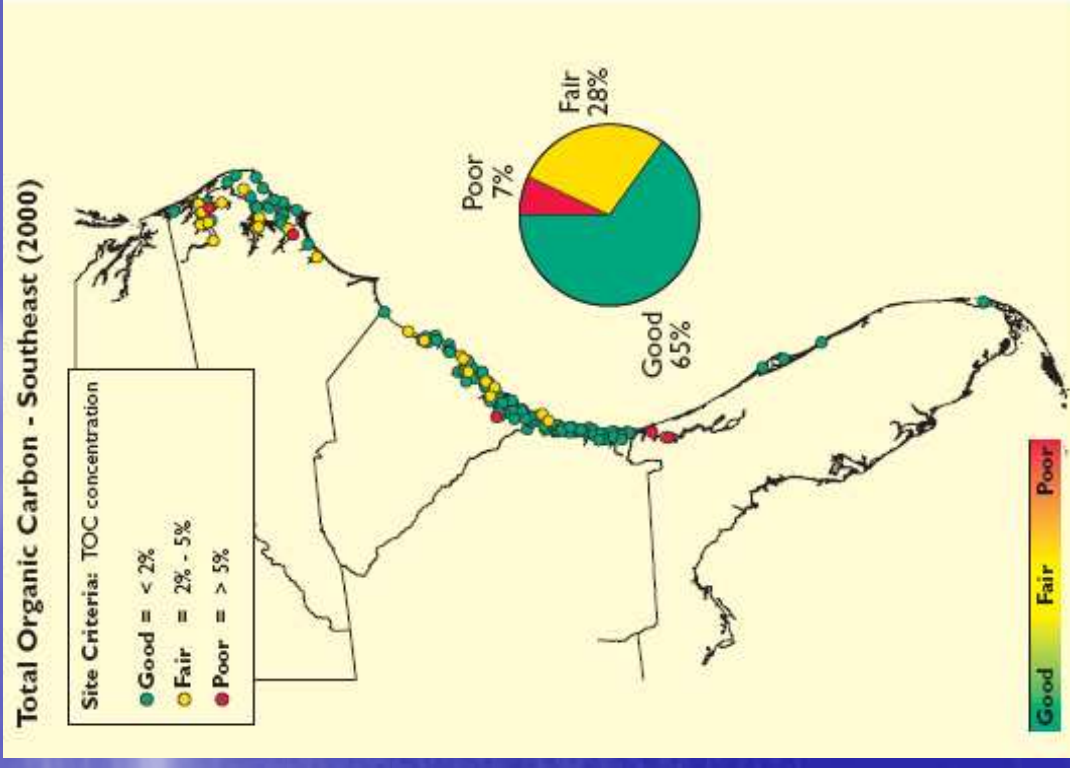 Total Organic Carbon - Southeast (2000)
Site Criteria: TOC concentration
Good = < 2%
Fair = 2% - 5%
Poor = > 5%
Poor
7%
Fair
28%
Good
65%
Good Fair Poor